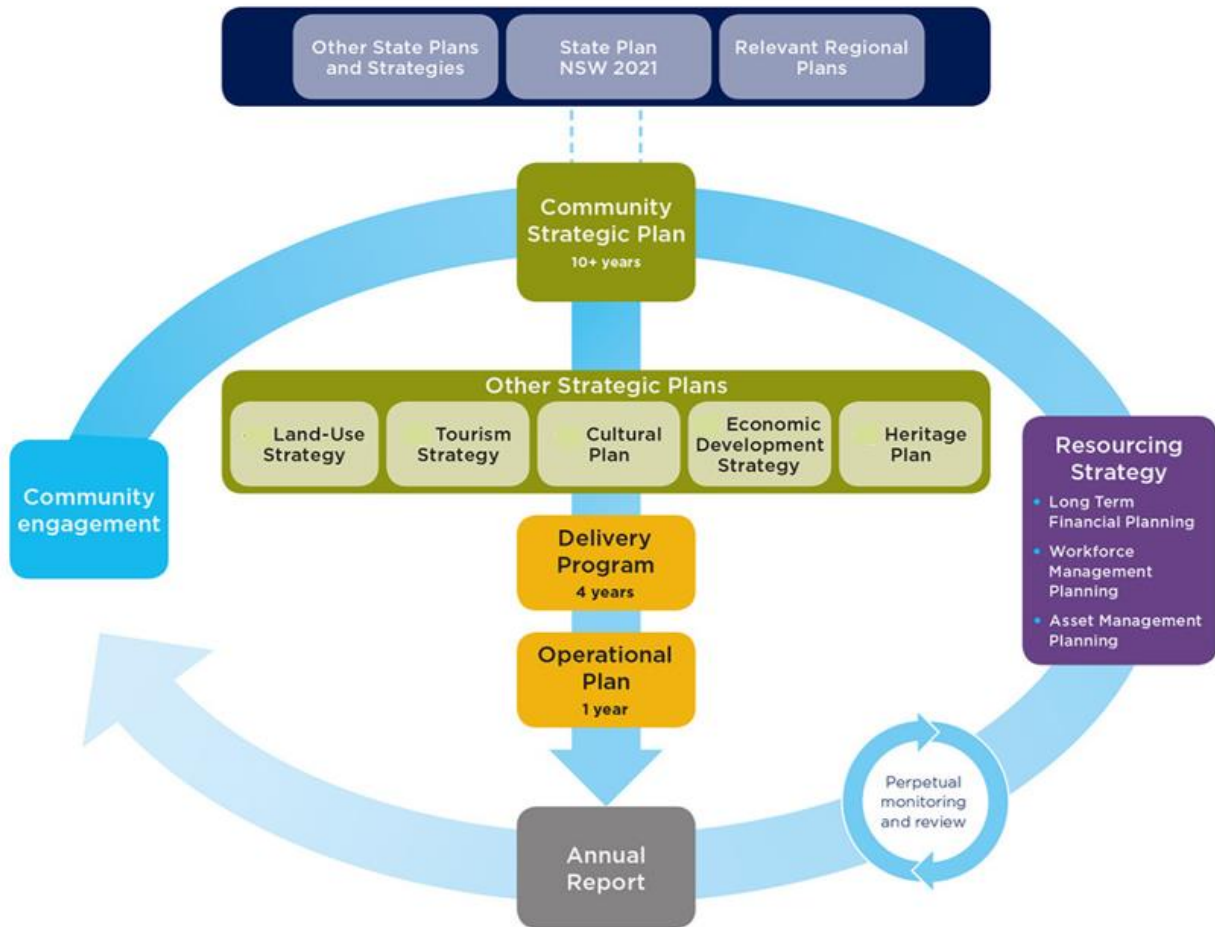 Other State Plans
and Strategies
State Plan
NSW 2021
Relevant Regional
Plans
Community
Strategic Plan
10+ years
Other Strategic Plans
Land-Use
Strategy
Tourism
Strategy
Cultural
Plan
Economic
Development
Strategy
Heritage
Plan
Community
engagement
Resourcing
Strategy
• Long Term
Financial Planning
• Workforce
Management
Planning
• Asset Management
Planning
Delivery
Program
4 years
Operational
Plan
1 year
Perpetual
monitoring
and review
Annual
Report